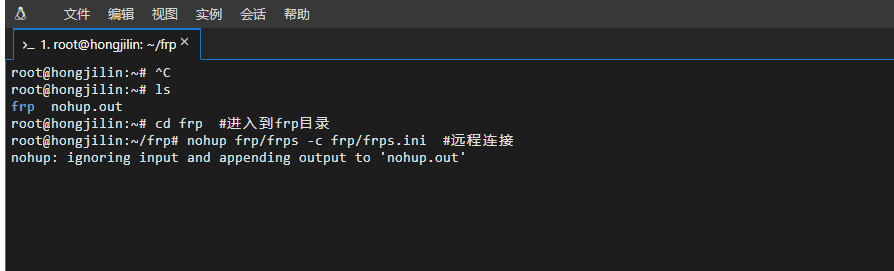 文件 编辑 视图 实例 会话 帮助
1. root@hongjilin: ~/frp
root@hongjilin:~# ^C
root@hongjilin:~# ls
frp  nohup.out
root@hongjilin:~# cd frp  #进入到frp目录
root@hongjilin:~/frp# nohup frp/frps -c frp/frps.ini  #远程连接
nohup: ignoring input and appending output to 'nohup.out'